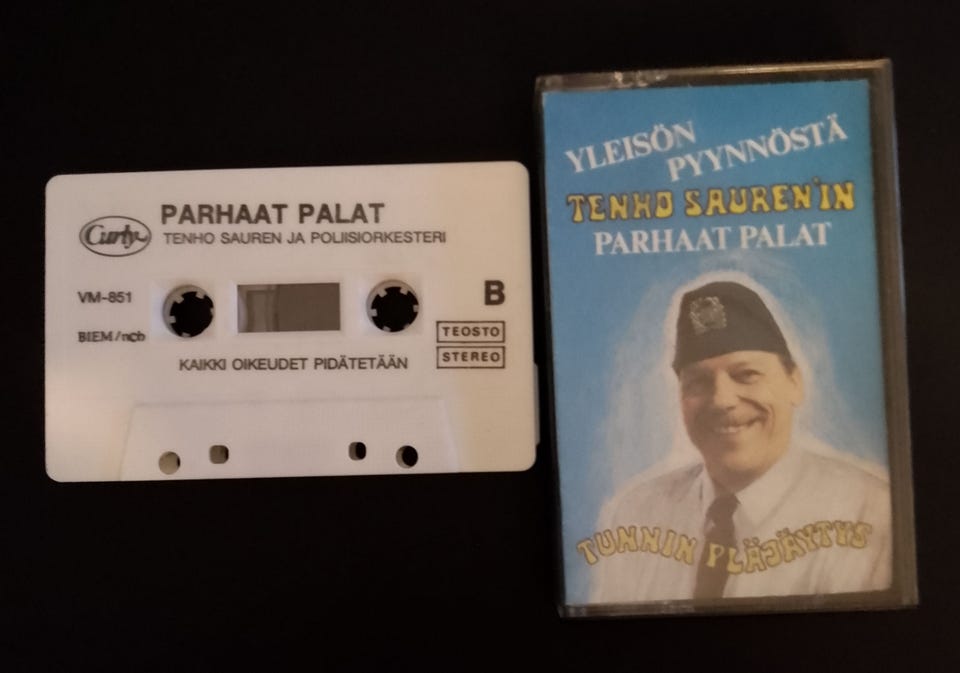 Curly
PARHAAT PALAT
TENHO SAUREN JA POLIISIORKESTERI
VM-851
B
BIEM/ncb
TEOSTO
STEREO
KAIKKI OIKEUDET PIDÄTETÄÄN
YLEISÖN
PYYNNÖSTÄ
TENHO SAUREN'IN
PARHAAT PALAT
TUNNIN PLÄJÄYTYS